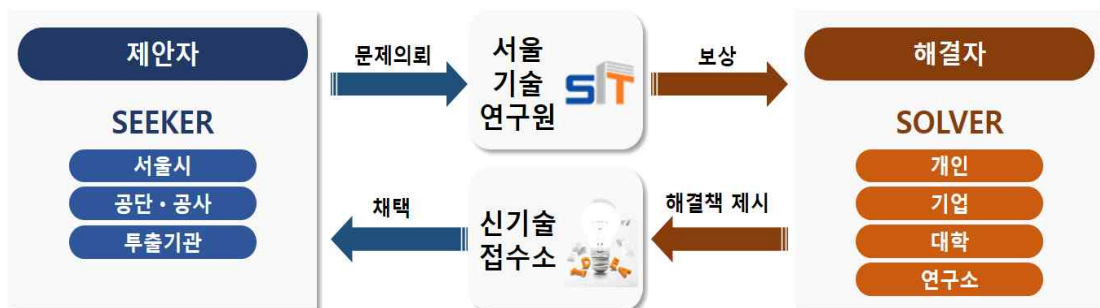 제안자
SEEKER
서울시
공단·공사
투출기관
문제의뢰
채택
서울
기술
연구원
SIT
신기술
접수소
보상
해결책 제시
해결자
SOLVER
개인
기업
대학
연구소